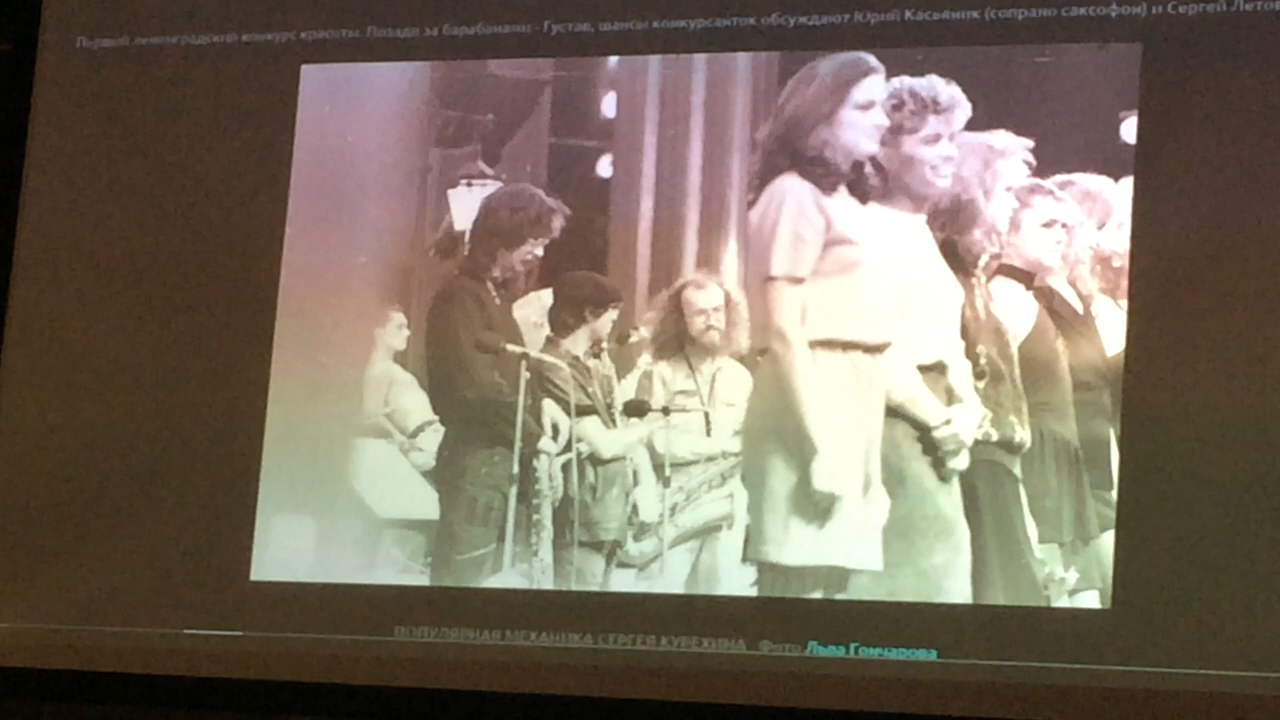 Первый ленинградский конкурс красоты. Позади за барабанами - Густав, шансы конкурсанток обсуждают Юрий Касьяник (сопрано саксофон) и Сергей Летов
ПОПУЛЯРНАЯ МЕХАНИКА СЕРГЕЯ КУРЕХИНА Фото Льва Гончарова